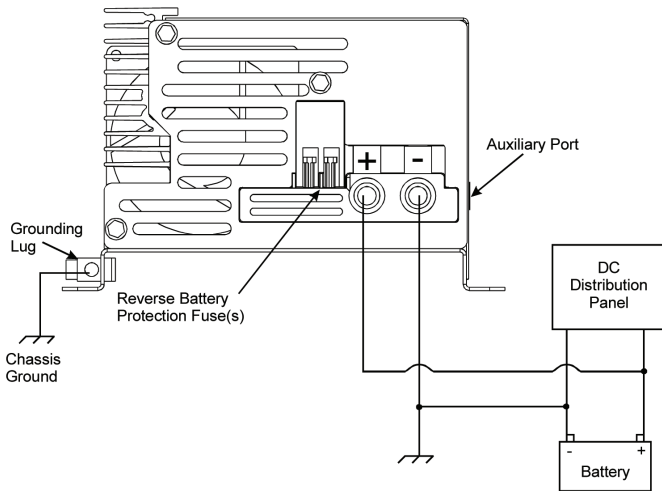 + -
Auxiliary Port
Grounding
Lug
DC
Distribution
Panel
Reverse Battery
Protection Fuse(s)
Chassis
Ground
- +
Battery